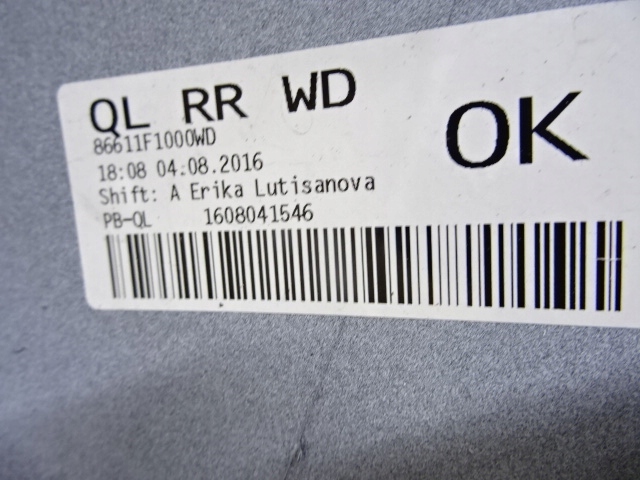 QL RR WD OK
86611F1000WD
18:08 04.08.2016
Shift: A Erika Lutisanova
PB-QL 1608041546